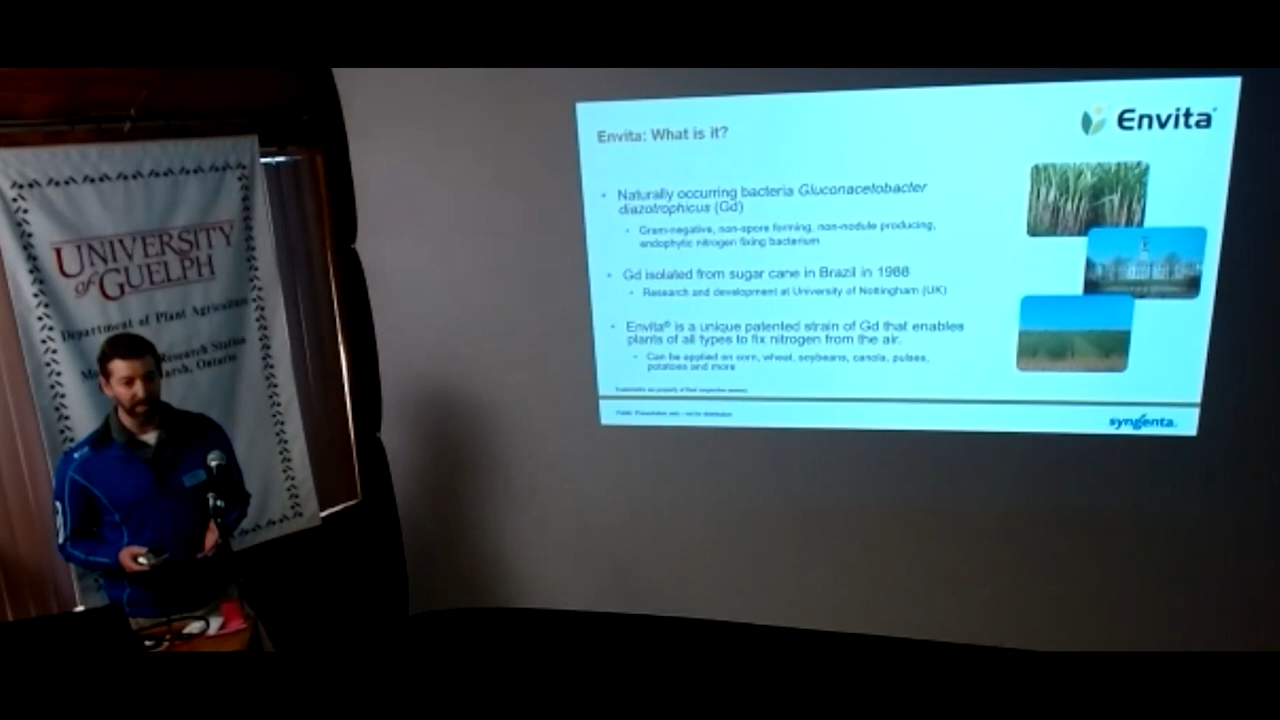 UNIVERSITY
of GUELPH
Department of Plant Agriculture
Research Station
Marsh, Ontario
Envita: What is it?
Envita
• Naturally occurring bacteria Gluconacetobacter
diazotrophicus (Gd)
• Gram-negative, non-spore forming, non-nodule producing,
endophytic nitrogen fixing bacterium
• Gd isolated from sugar cane in Brazil in 1988
• Research and development at University of Nottingham (UK)
• Envita® is a unique patented strain of Gd that enables
plants of all types to fix nitrogen from the air.
• Can be applied on corn, wheat, soybeans, canola, pulses,
potatoes and more
Trademarks are property of their respective owners.
Public Presentation only – not for distribution
syngenta.